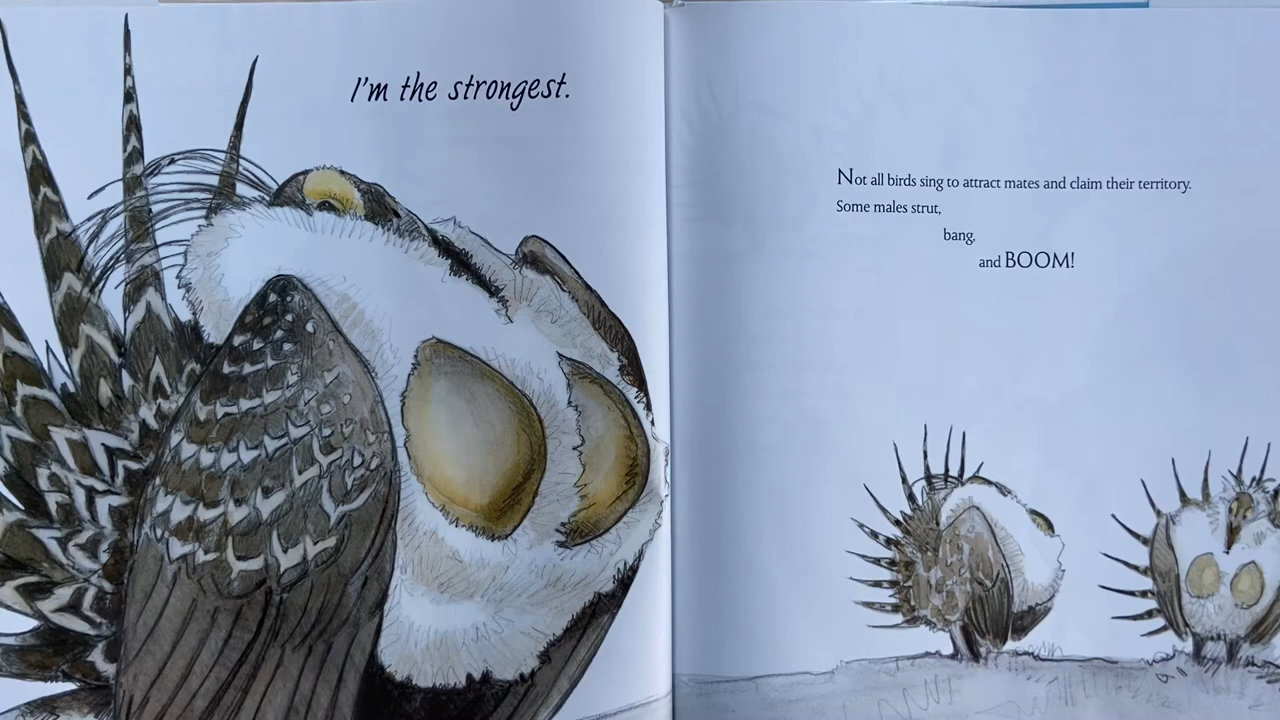 I'm the strongest.
Not all birds sing to attract mates and claim their territory.
Some males strut,
bang,
and BOOM!